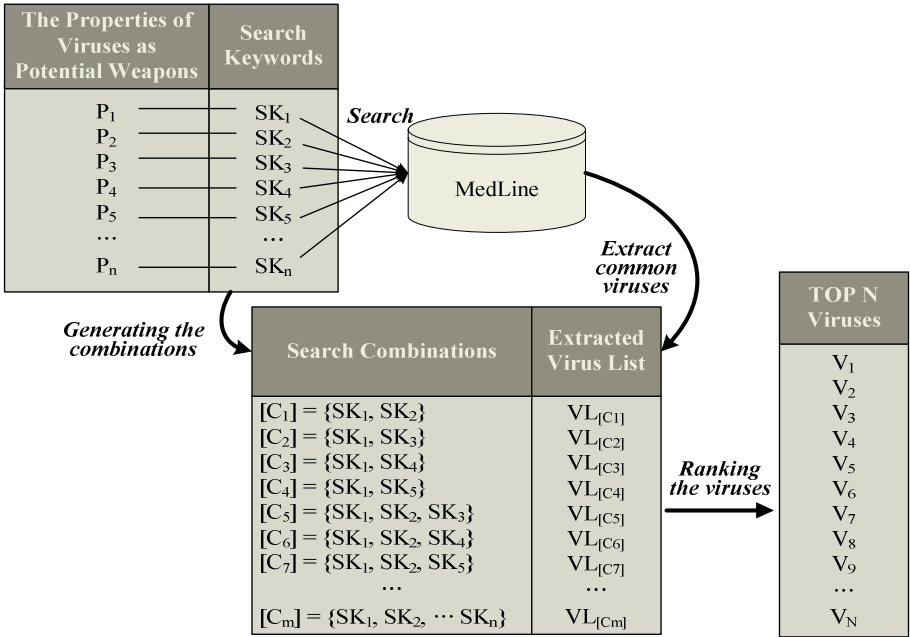 The Properties of
Viruses as
Potential Weapons
Search
Keywords
P₁ SK₁
P₂ SK₂
P₃ SK₃
P₄ SK₄
P₅ SK₅
... ...
Pₙ SKₙ
Search
MedLine
Extract
common
viruses
Generating the
combinations
Search Combinations
Extracted
Virus List
[C₁] = {SK₁, SK₂} VL[C1]
[C₂] = {SK₁, SK₃} VL[C2]
[C₃] = {SK₁, SK₄} VL[C3]
[C₄] = {SK₁, SK₅} VL[C4]
[C₅] = {SK₁, SK₂, SK₃} VL[C5]
[C₆] = {SK₁, SK₂, SK₄} VL[C6]
[C₇] = {SK₁, SK₂, SK₅} VL[C7]
... ...
[Cₘ] = {SK₁, SK₂, ··· SKₙ} VL[Cm]
Ranking
the viruses
TOP N
Viruses
V₁
V₂
V₃
V₄
V₅
V₆
V₇
V₈
V₉
...
V_N